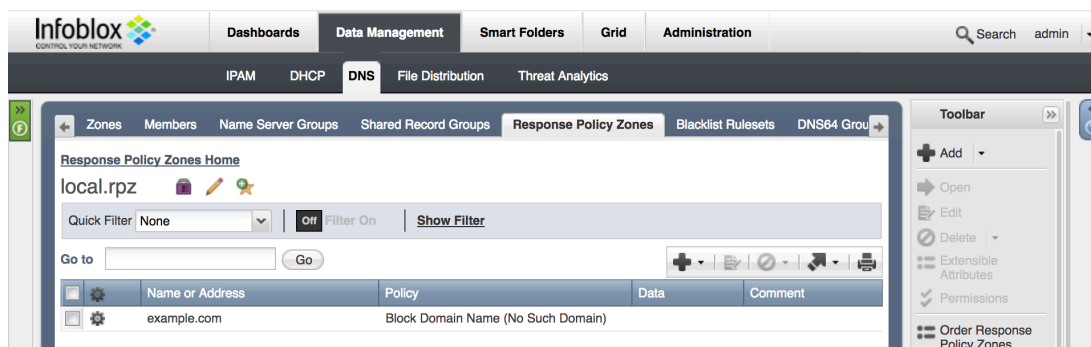 Infoblox
CONTROL YOUR NETWORK
Dashboards Data Management Smart Folders Grid Administration Search admin
IPAM DHCP DNS File Distribution Threat Analytics
Zones Members Name Server Groups Shared Record Groups Response Policy Zones Blacklist Rulesets DNS64 Grou
Toolbar
Response Policy Zones Home
Add
local.rpz
Open
Quick Filter None Off Filter On Show Filter
Edit
Delete
Go to Go
Extensible
Attributes
Name or Address Policy Data Comment
Permissions
example.com Block Domain Name (No Such Domain)
Order Response
Policy Zones